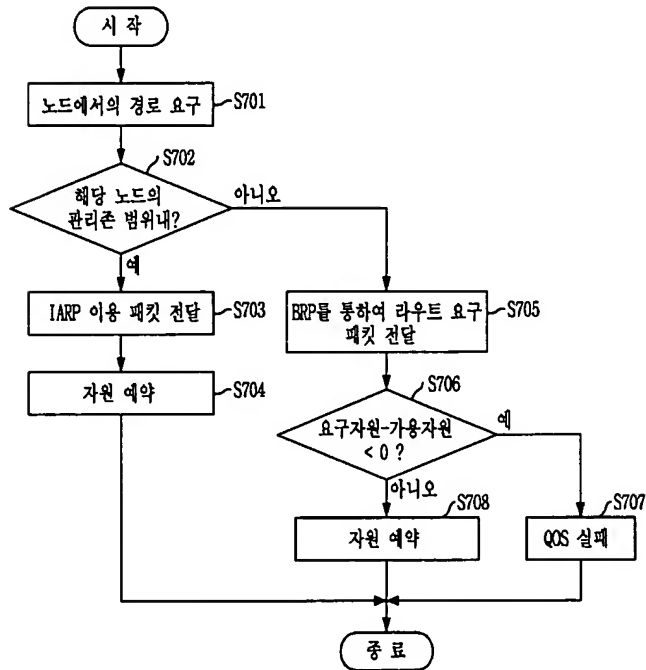 시 작
노드에서의 경로 요구
S701
S702
해당 노드의
관리존 범위내?
아니오
예
IARP 이용 패킷 전달
S703
BRP를 통하여 라우트 요구
패킷 전달
S705
자원 예약
S704
S706
요구자원-가용자원
< 0 ?
예
아니오
S708
자원 예약
S707
QOS 실패
종 료